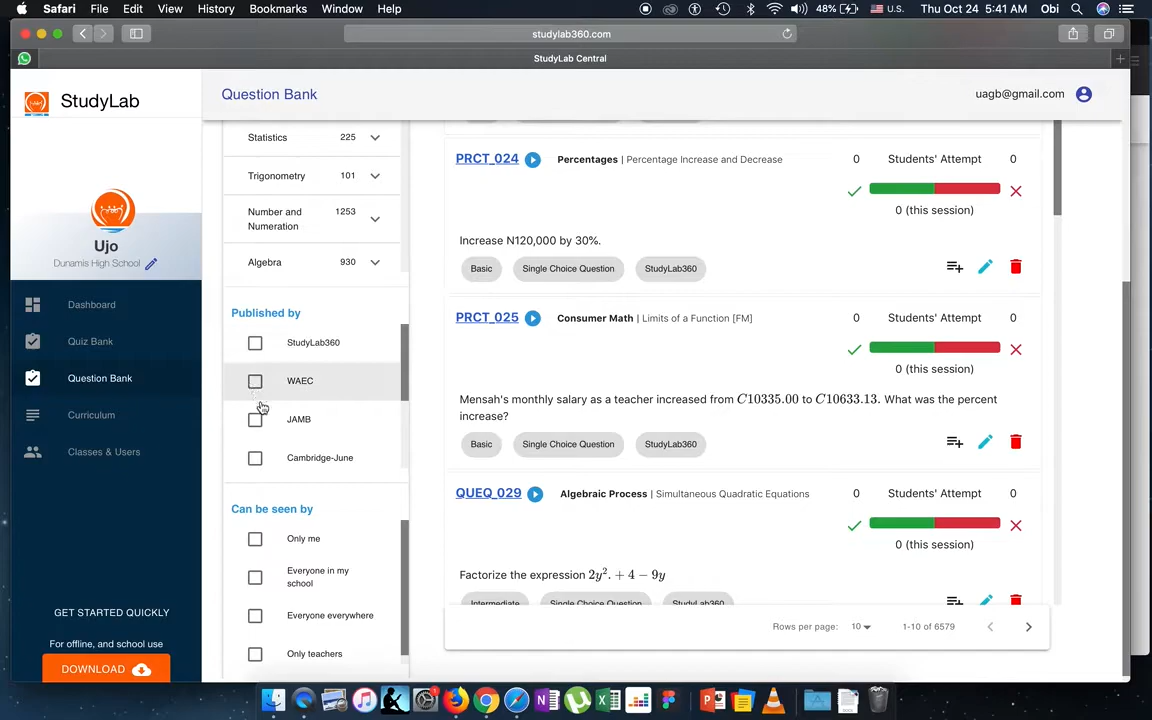 Safari File Edit View History Bookmarks Window Help 48% U.S. Thu Oct 24 5:41 AM Obi
studylab360.com
StudyLab Central
StudyLab
Question Bank
uagb@gmail.com
Ujo
Dunamis High School
Dashboard
Quiz Bank
Question Bank
Curriculum
Classes & Users
GET STARTED QUICKLY
For offline, and school use
DOWNLOAD
Statistics 225
Trigonometry 101
Number and Numeration 1253
Algebra 930
Published by
StudyLab360
WAEC
JAMB
Cambridge-June
Can be seen by
Only me
Everyone in my
school
Everyone everywhere
Only teachers
PRCT_024 Percentages | Percentage Increase and Decrease 0 Students' Attempt 0
0 (this session)
Increase N120,000 by 30%.
Basic Single Choice Question StudyLab360
PRCT_025 Consumer Math | Limits of a Function [FM] 0 Students' Attempt 0
0 (this session)
Mensah's monthly salary as a teacher increased from C10335.00 to C10633.13. What was the percent
increase?
Basic Single Choice Question StudyLab360
QUEQ_029 Algebraic Process | Simultaneous Quadratic Equations 0 Students' Attempt 0
0 (this session)
Factorize the expression 2y². + 4 − 9y
Intermediate Single Choice Question StudyLab360
Rows per page: 10 1-10 of 6579